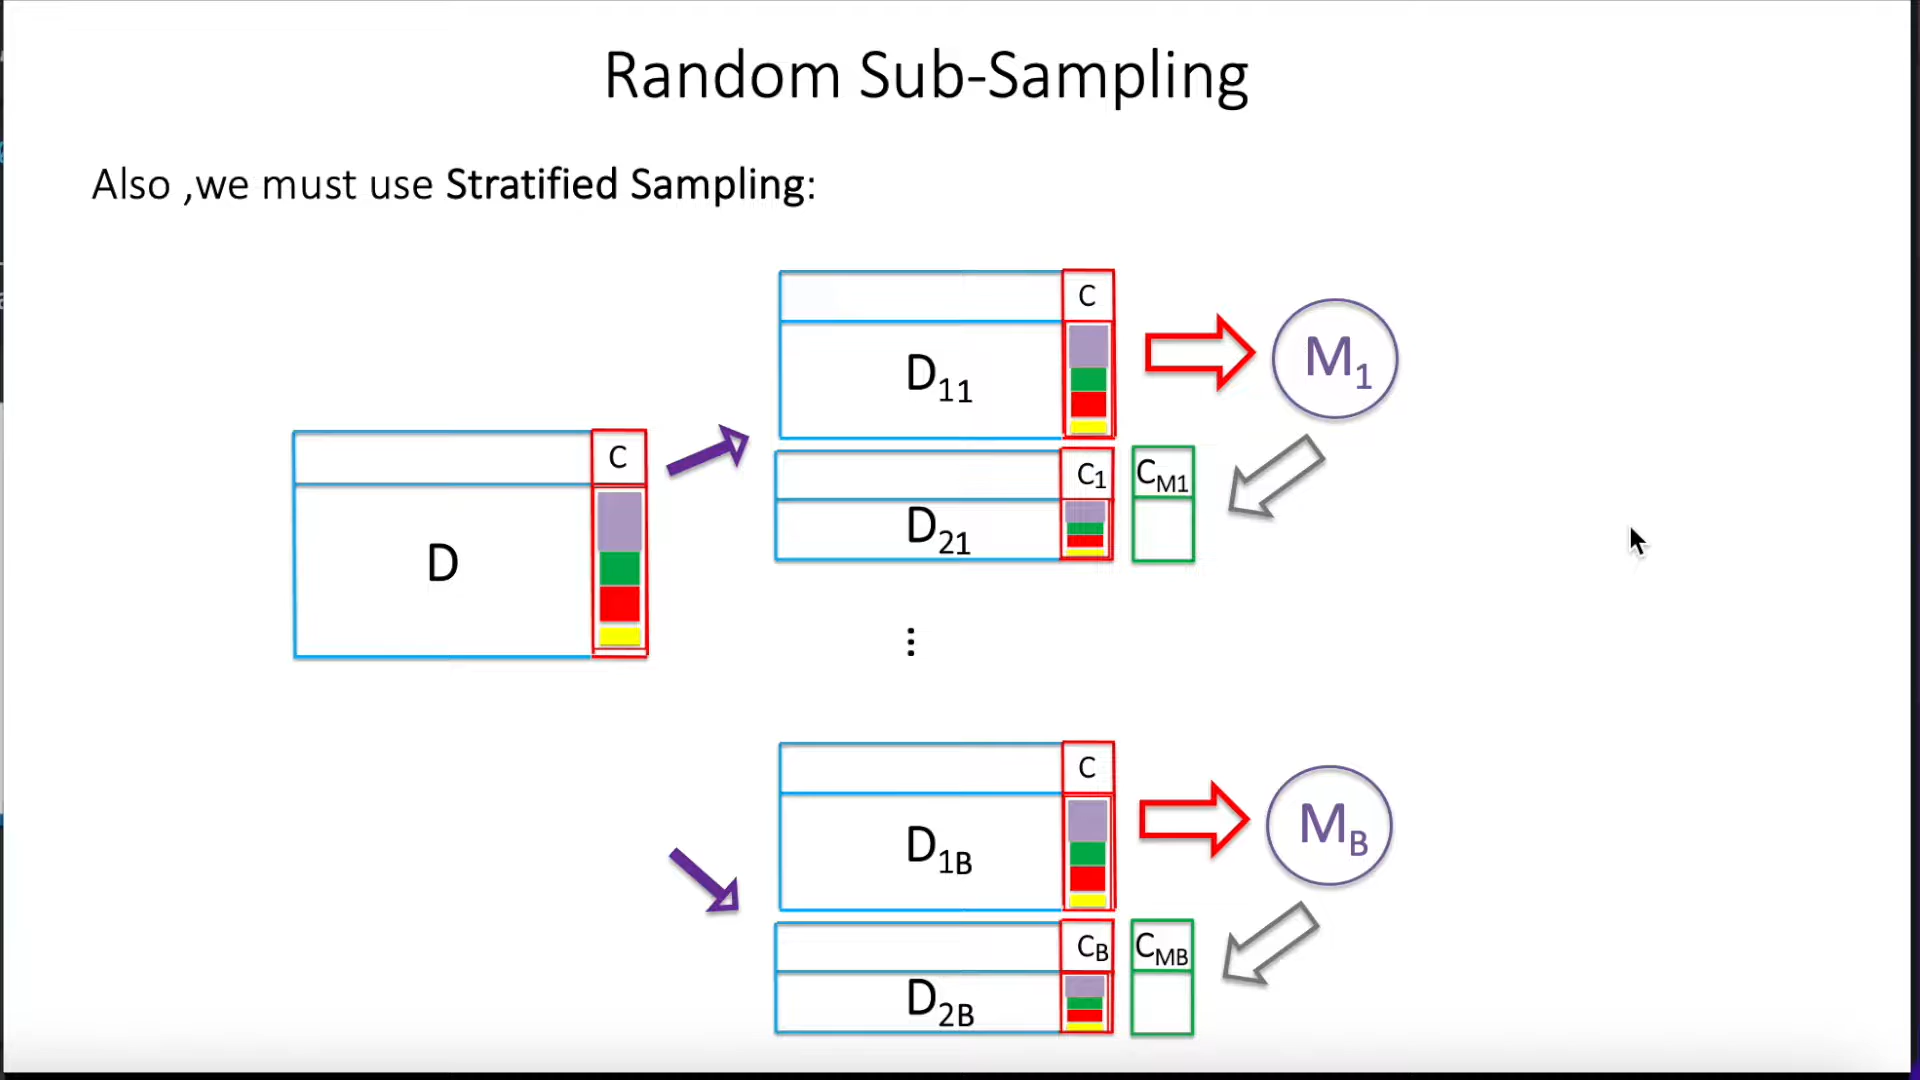 Random Sub-Sampling
Also ,we must use Stratified Sampling:
C
D11
M1
C
D
C1
CM1
D21
⋮
C
D1B
MB
CB
CMB
D2B